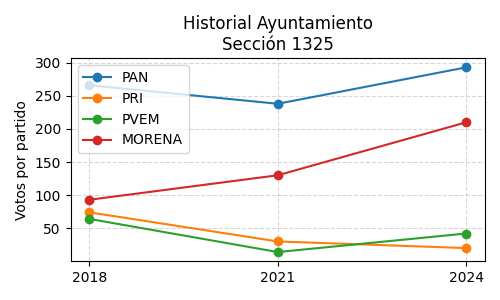 Historial Ayuntamiento
Sección 1325
Votos por partido
300
250
200
150
100
50
PAN
PRI
PVEM
MORENA
2018
2021
2024